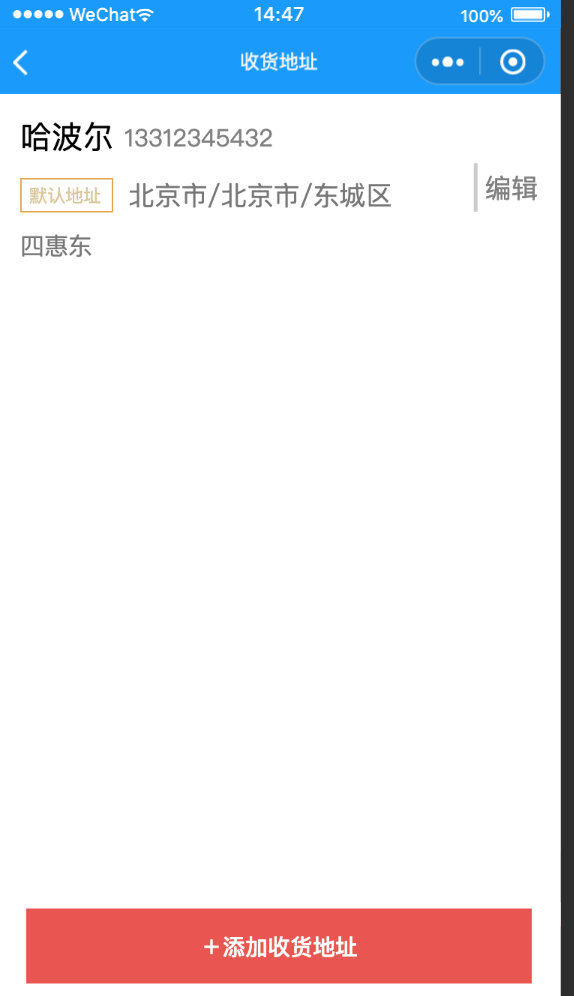 WeChat 14:47 100%
收货地址
哈波尔 13312345432
默认地址 北京市/北京市/东城区 编辑
四惠东
+添加收货地址